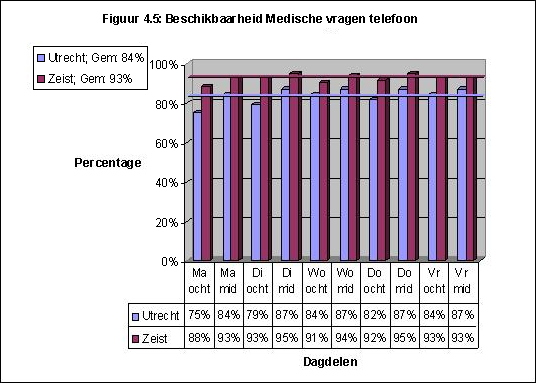 Figuur 4.5: Beschikbaarheid Medische vragen telefoon
Utrecht; Gem: 84%
Zeist; Gem: 93%
100%
80%
60%
40%
20%
0%
Percentage
Ma ocht Ma mid Di ocht Di mid Wo ocht Wo mid Do ocht Do mid Vr ocht Vr mid
Utrecht 75% 84% 79% 87% 84% 87% 82% 87% 84% 87%
Zeist 88% 93% 93% 95% 91% 94% 92% 95% 93% 93%
Dagdelen